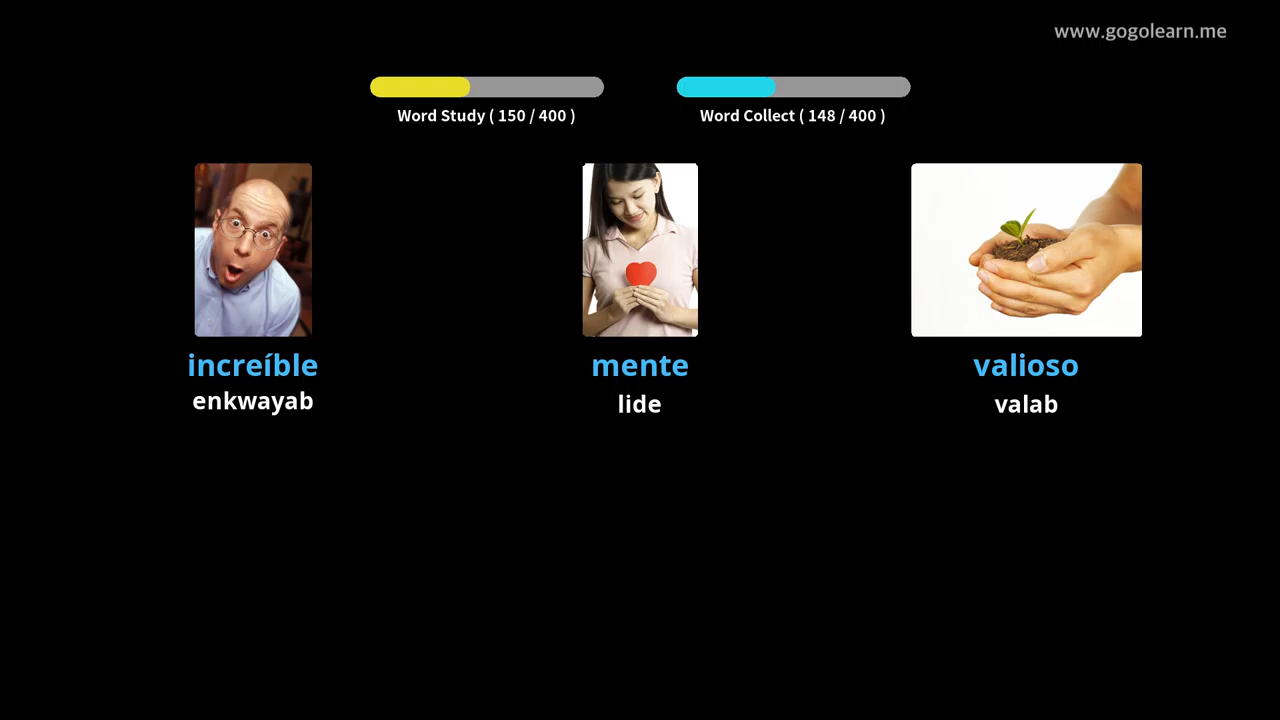 www.gogolearn.me
Word Study ( 150 / 400 )
Word Collect ( 148 / 400 )
increíble
mente
valioso
enkwayab
lide
valab